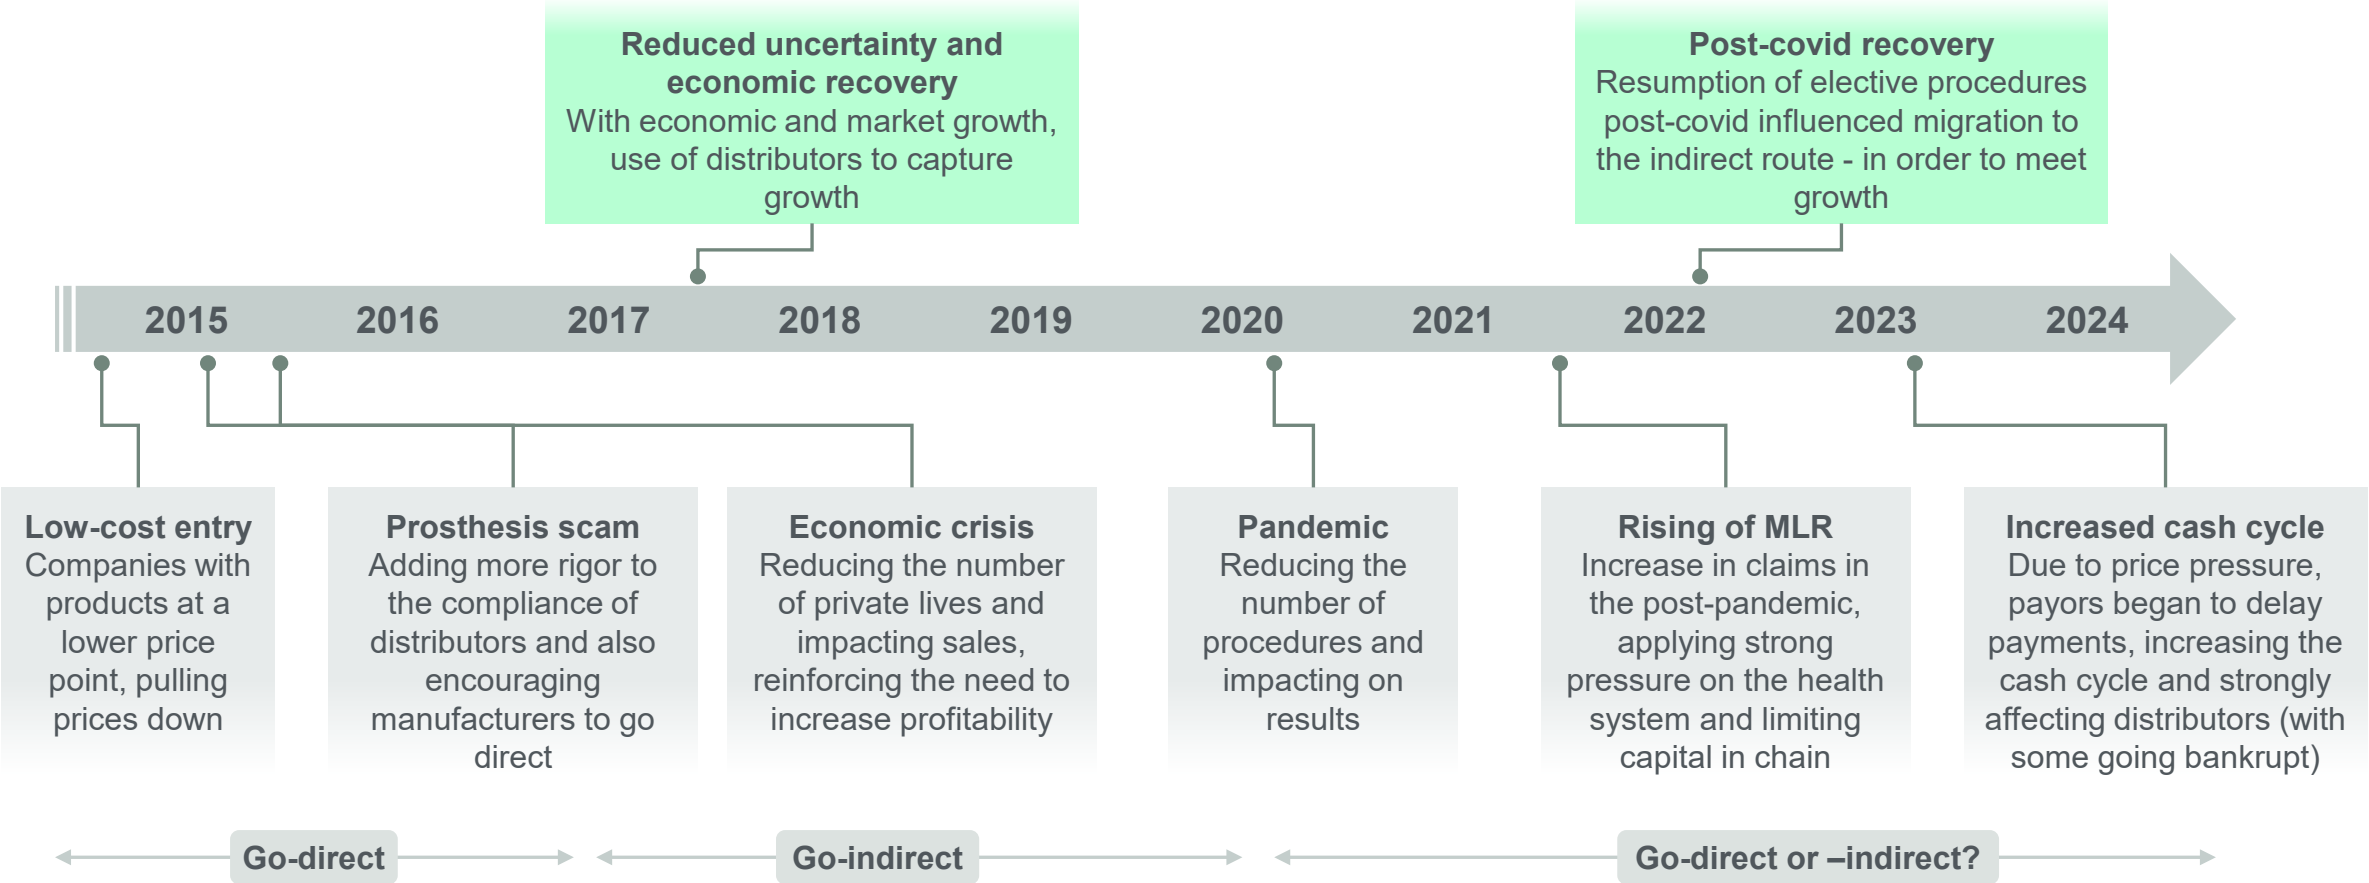 Reduced uncertainty and
economic recovery
With economic and market growth,
use of distributors to capture
growth
Post-covid recovery
Resumption of elective procedures
post-covid influenced migration to
the indirect route - in order to meet
growth
2015 2016 2017 2018 2019 2020 2021 2022 2023 2024
Low-cost entry
Companies with
products at a
lower price
point, pulling
prices down
Prosthesis scam
Adding more rigor to
the compliance of
distributors and also
encouraging
manufacturers to go
direct
Economic crisis
Reducing the number
of private lives and
impacting sales,
reinforcing the need to
increase profitability
Pandemic
Reducing the
number of
procedures and
impacting on
results
Rising of MLR
Increase in claims in
the post-pandemic,
applying strong
pressure on the health
system and limiting
capital in chain
Increased cash cycle
Due to price pressure,
payors began to delay
payments, increasing the
cash cycle and strongly
affecting distributors (with
some going bankrupt)
Go-direct
Go-indirect
Go-direct or –indirect?